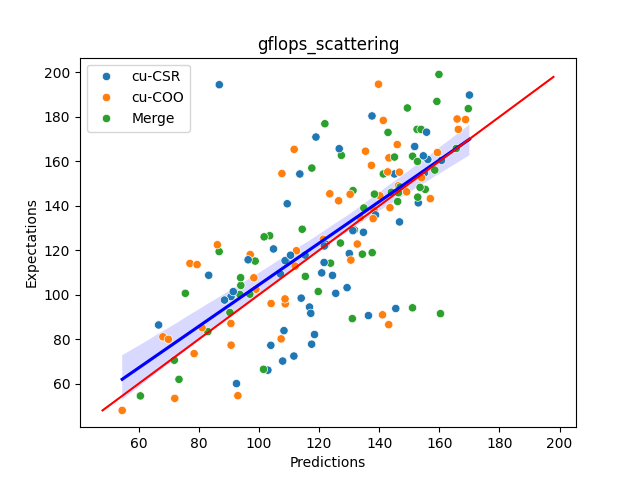 gflops_scattering
cu-CSR
cu-COO
Merge
200
180
160
140
120
100
80
60
Expectations
60 80 100 120 140 160 180 200
Predictions